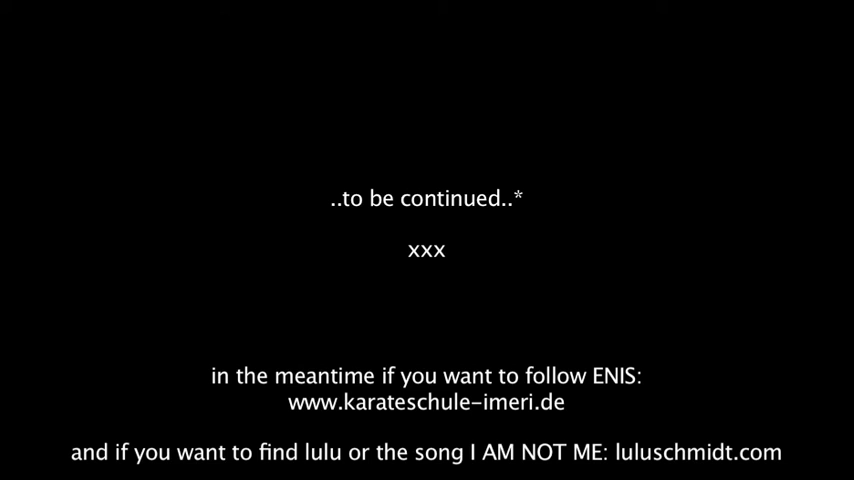 ..to be continued..*
xxx
in the meantime if you want to follow ENIS:
www.karateschule-imeri.de
and if you want to find lulu or the song I AM NOT ME: luluschmidt.com